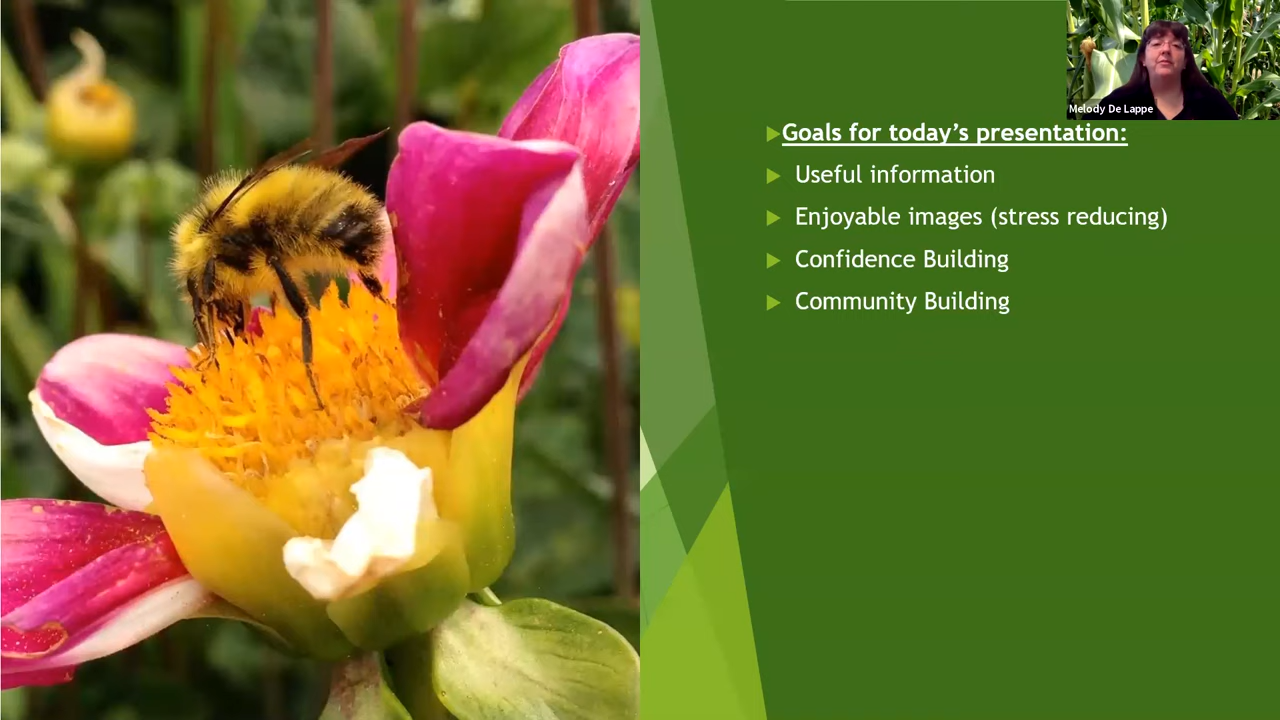 Melody De Lappe
Goals for today's presentation:
Useful information
Enjoyable images (stress reducing)
Confidence Building
Community Building